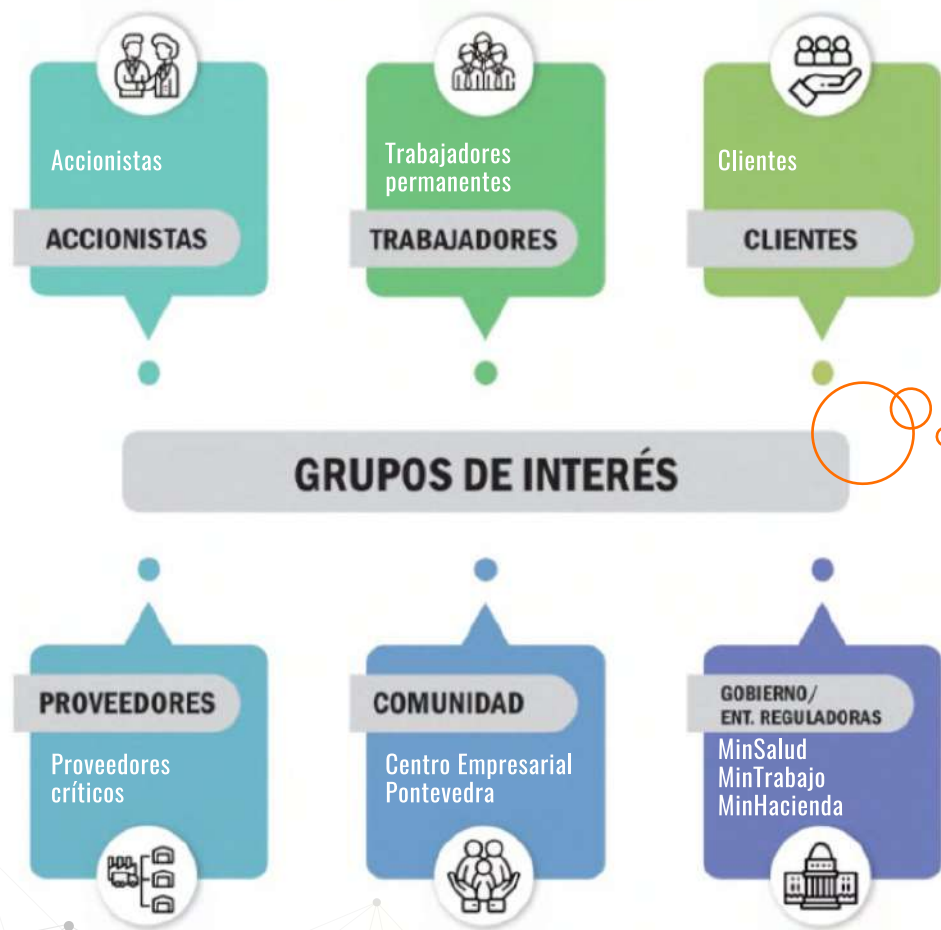 Accionistas
ACCIONISTAS
Trabajadores
permanentes
TRABAJADORES
Clientes
CLIENTES
GRUPOS DE INTERÉS
PROVEEDORES
Proveedores
críticos
COMUNIDAD
Centro Empresarial
Pontevedra
GOBIERNO/
ENT. REGULADORAS
MinSalud
MinTrabajo
MinHacienda